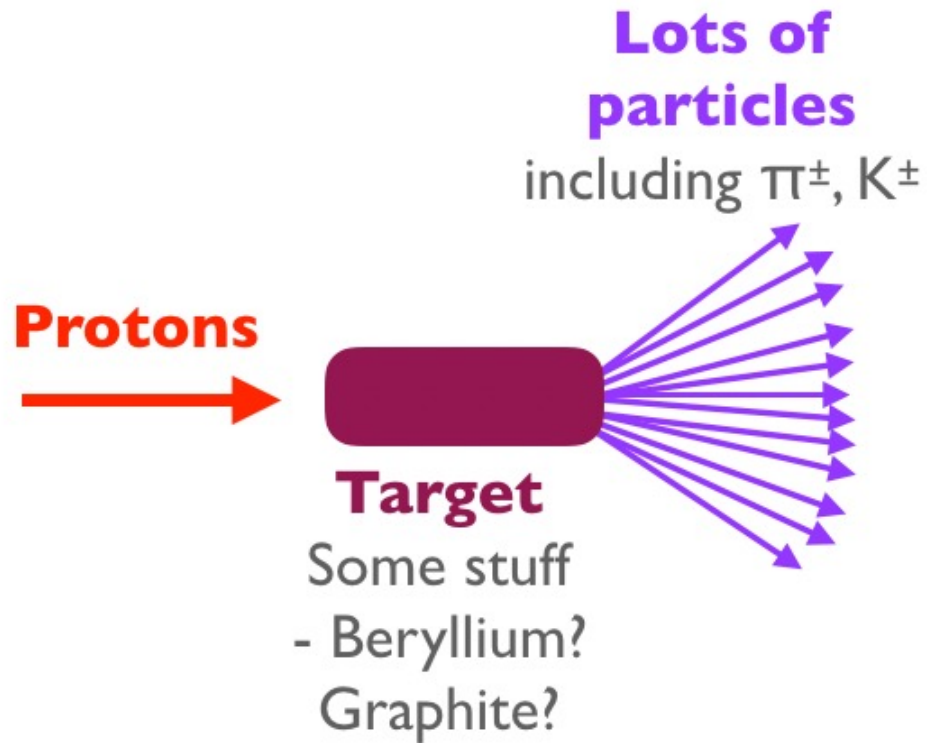 Lots of
particles
including π±, K±
Protons
Target
Some stuff
- Beryllium?
Graphite?